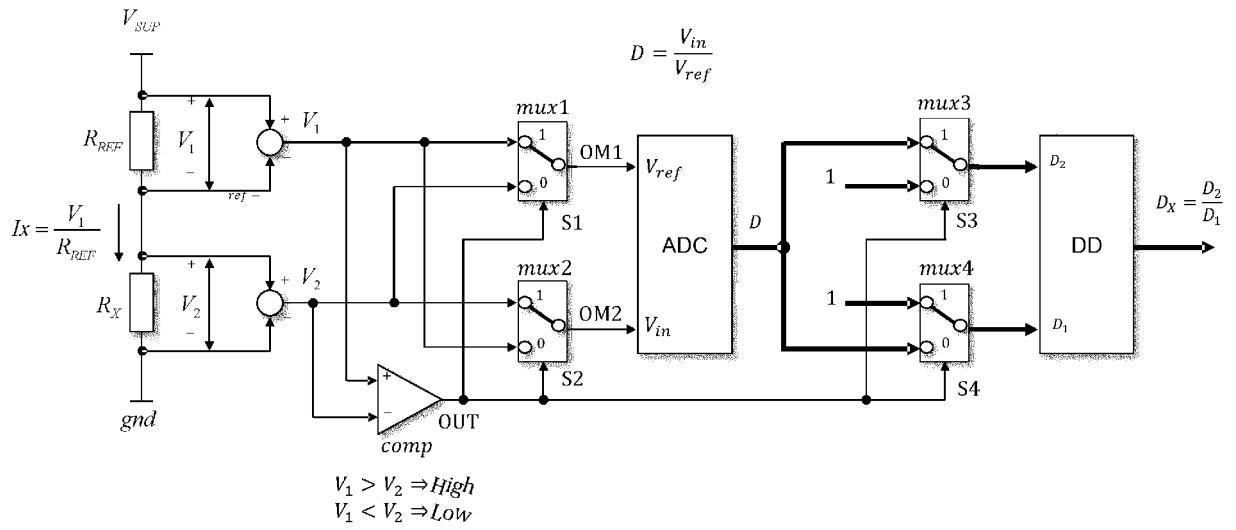 V_SUP
D = V_in / V_ref
+
R_REF
V_1
−
+
V_1
−
ref −
Ix = V_1 / R_REF
+
R_X
V_2
−
+
V_2
−
gnd
mux1
1
0
OM1
S1
mux2
1
0
OM2
S2
+
−
OUT
comp
V_1 > V_2 ⇒ High
V_1 < V_2 ⇒ Low
V_ref
ADC
V_in
D
mux3
1
0
1
S3
mux4
1
1
0
S4
D_2
DD
D_1
D_X = D_2 / D_1